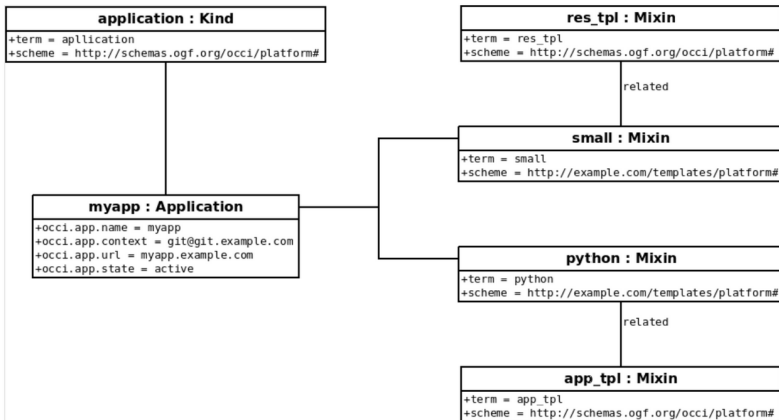 application : Kind
+term = apllication
+scheme = http://schemas.ogf.org/occi/platform#
res_tpl : Mixin
+term = res_tpl
+scheme = http://schemas.ogf.org/occi/platform#
related
small : Mixin
+term = small
+scheme = http://example.com/templates/platform#
myapp : Application
+occi.app.name = myapp
+occi.app.context = git@git.example.com
+occi.app.url = myapp.example.com
+occi.app.state = active
python : Mixin
+term = python
+scheme = http://example.com/templates/platform#
related
app_tpl : Mixin
+term = app_tpl
+scheme = http://schemas.ogf.org/occi/platform#